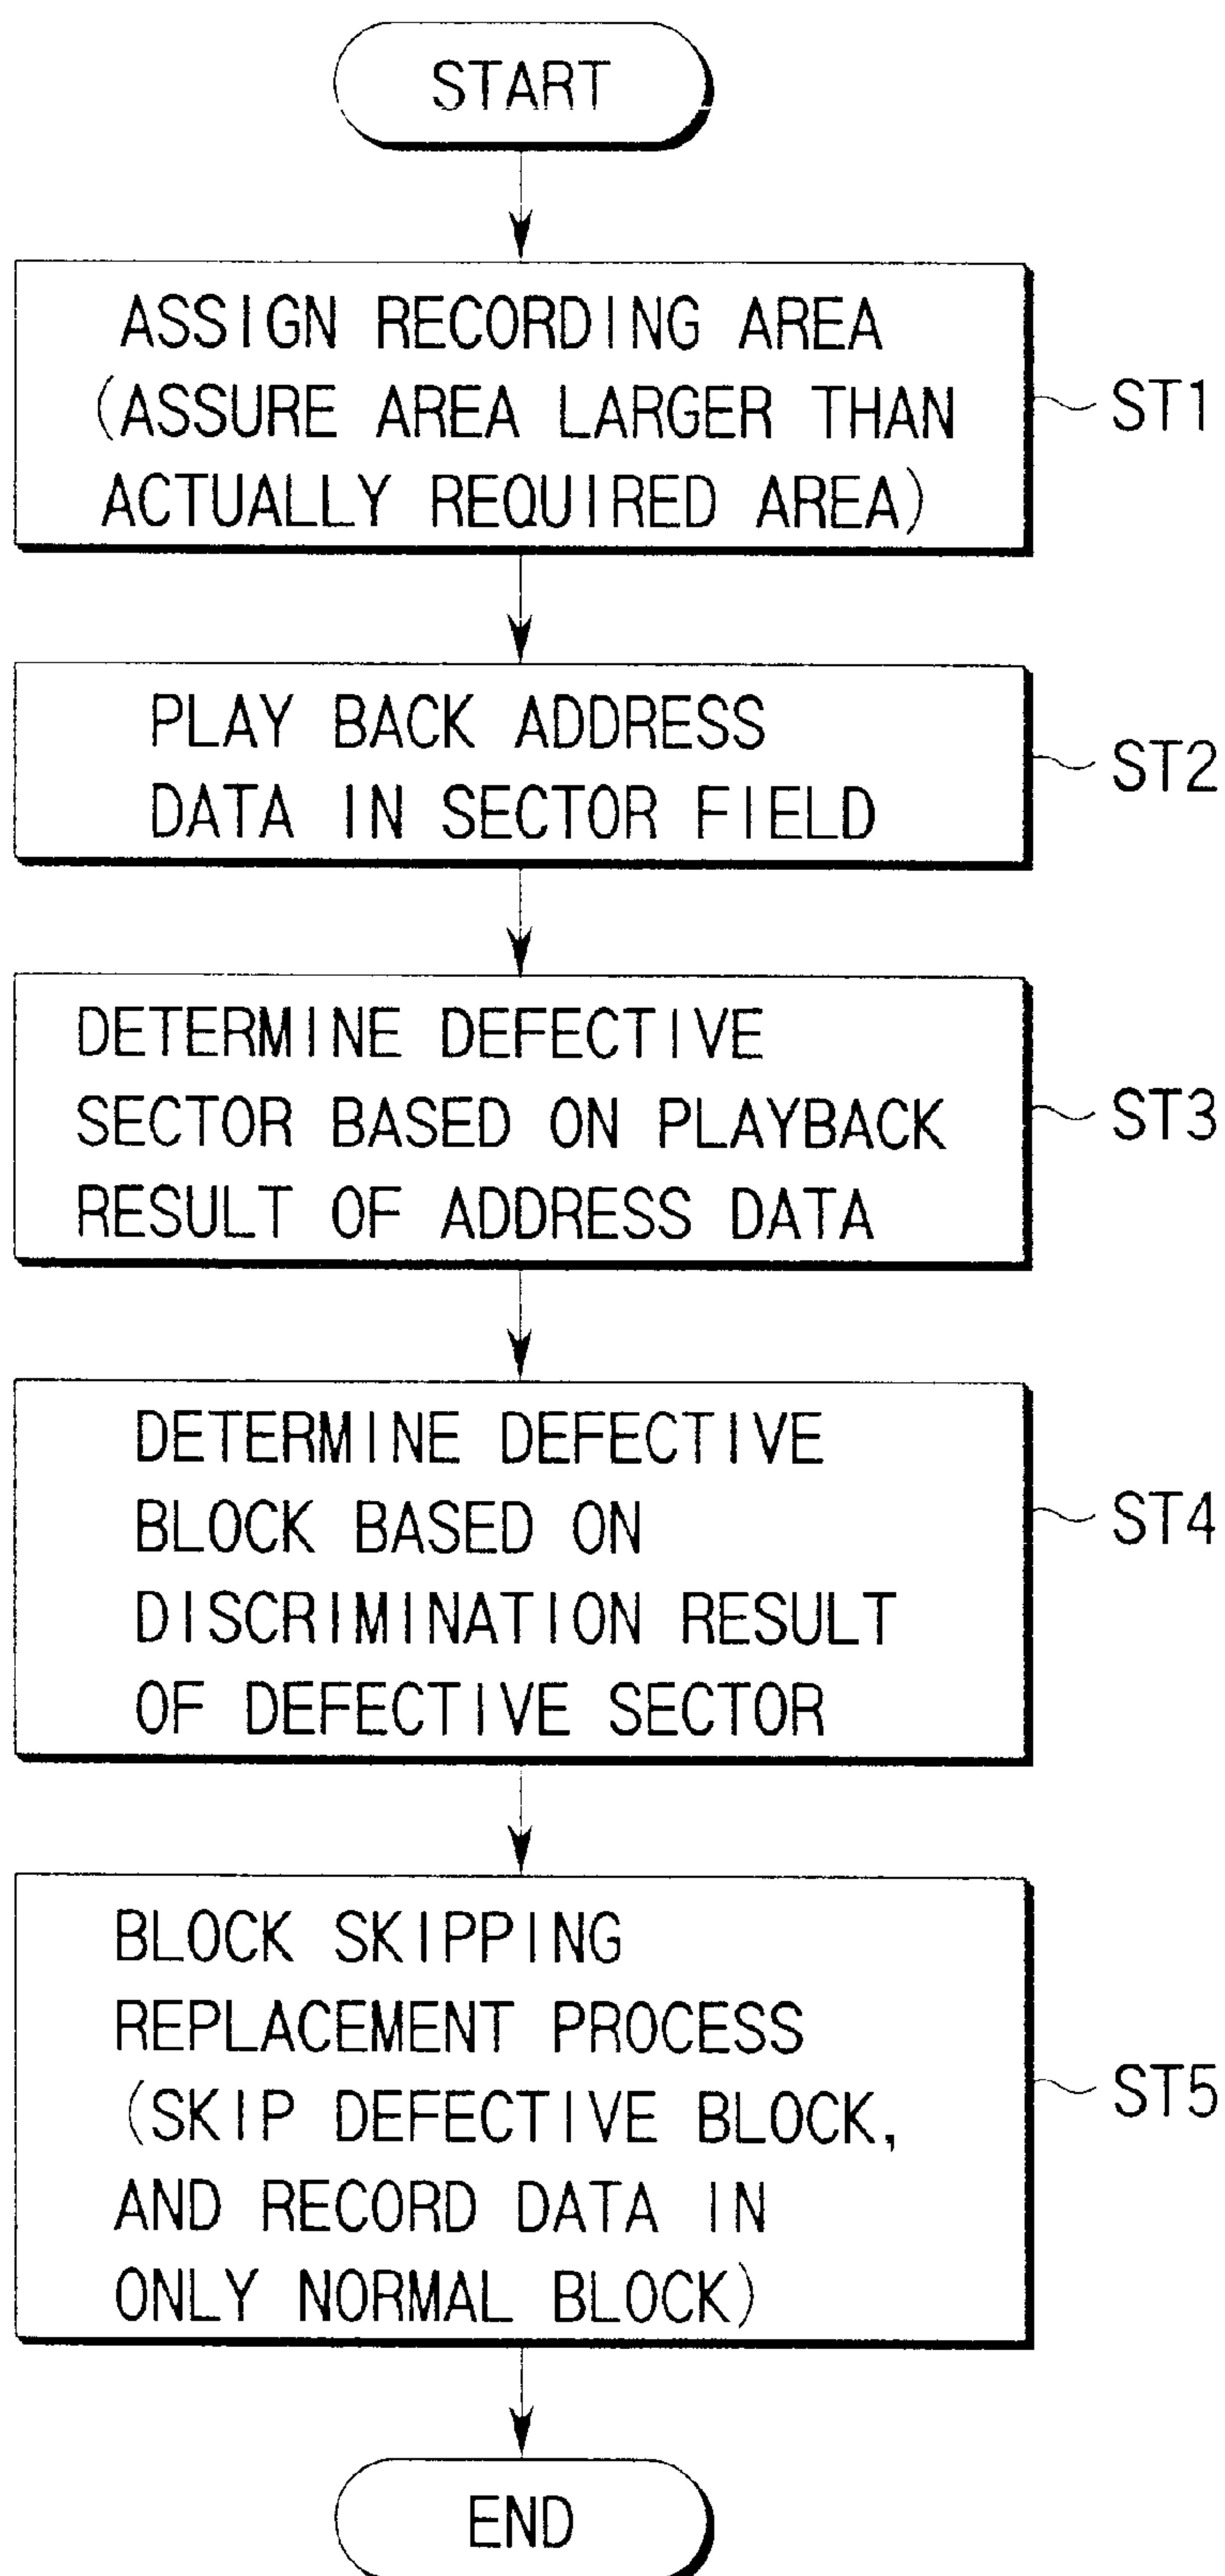 START
ASSIGN RECORDING AREA
(ASSURE AREA LARGER THAN
ACTUALLY REQUIRED AREA)
ST1
PLAY BACK ADDRESS
DATA IN SECTOR FIELD
ST2
DETERMINE DEFECTIVE
SECTOR BASED ON PLAYBACK
RESULT OF ADDRESS DATA
ST3
DETERMINE DEFECTIVE
BLOCK BASED ON
DISCRIMINATION RESULT
OF DEFECTIVE SECTOR
ST4
BLOCK SKIPPING
REPLACEMENT PROCESS
(SKIP DEFECTIVE BLOCK,
AND RECORD DATA IN
ONLY NORMAL BLOCK)
ST5
END